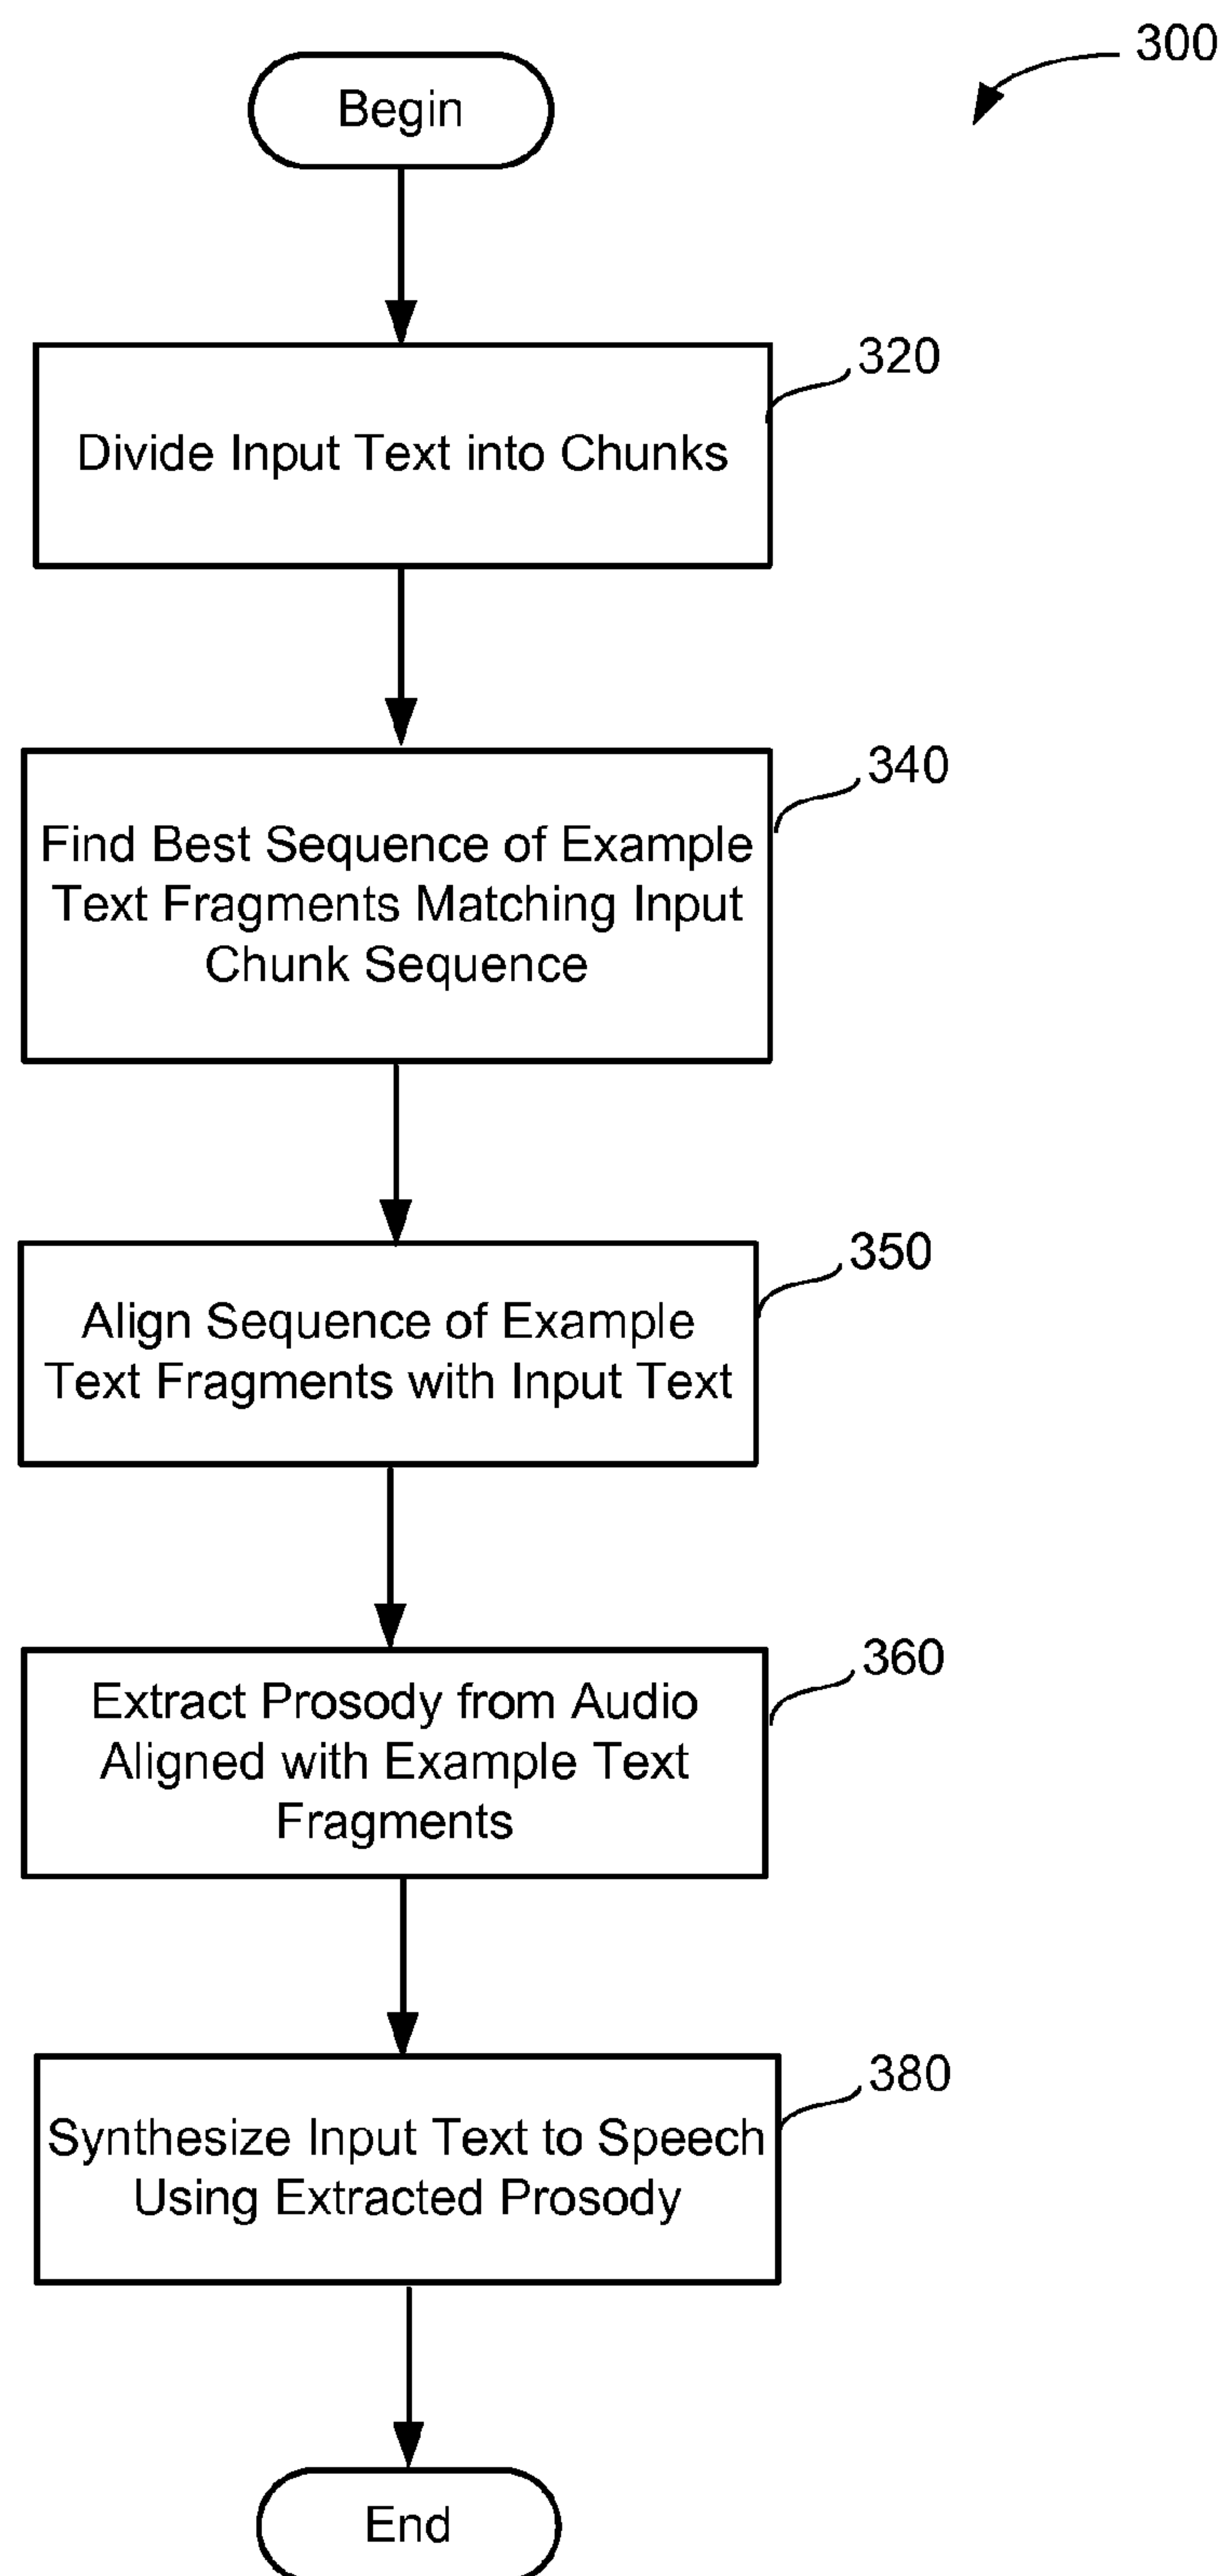 300
Begin
320
Divide Input Text into Chunks
340
Find Best Sequence of Example
Text Fragments Matching Input
Chunk Sequence
350
Align Sequence of Example
Text Fragments with Input Text
360
Extract Prosody from Audio
Aligned with Example Text
Fragments
380
Synthesize Input Text to Speech
Using Extracted Prosody
End